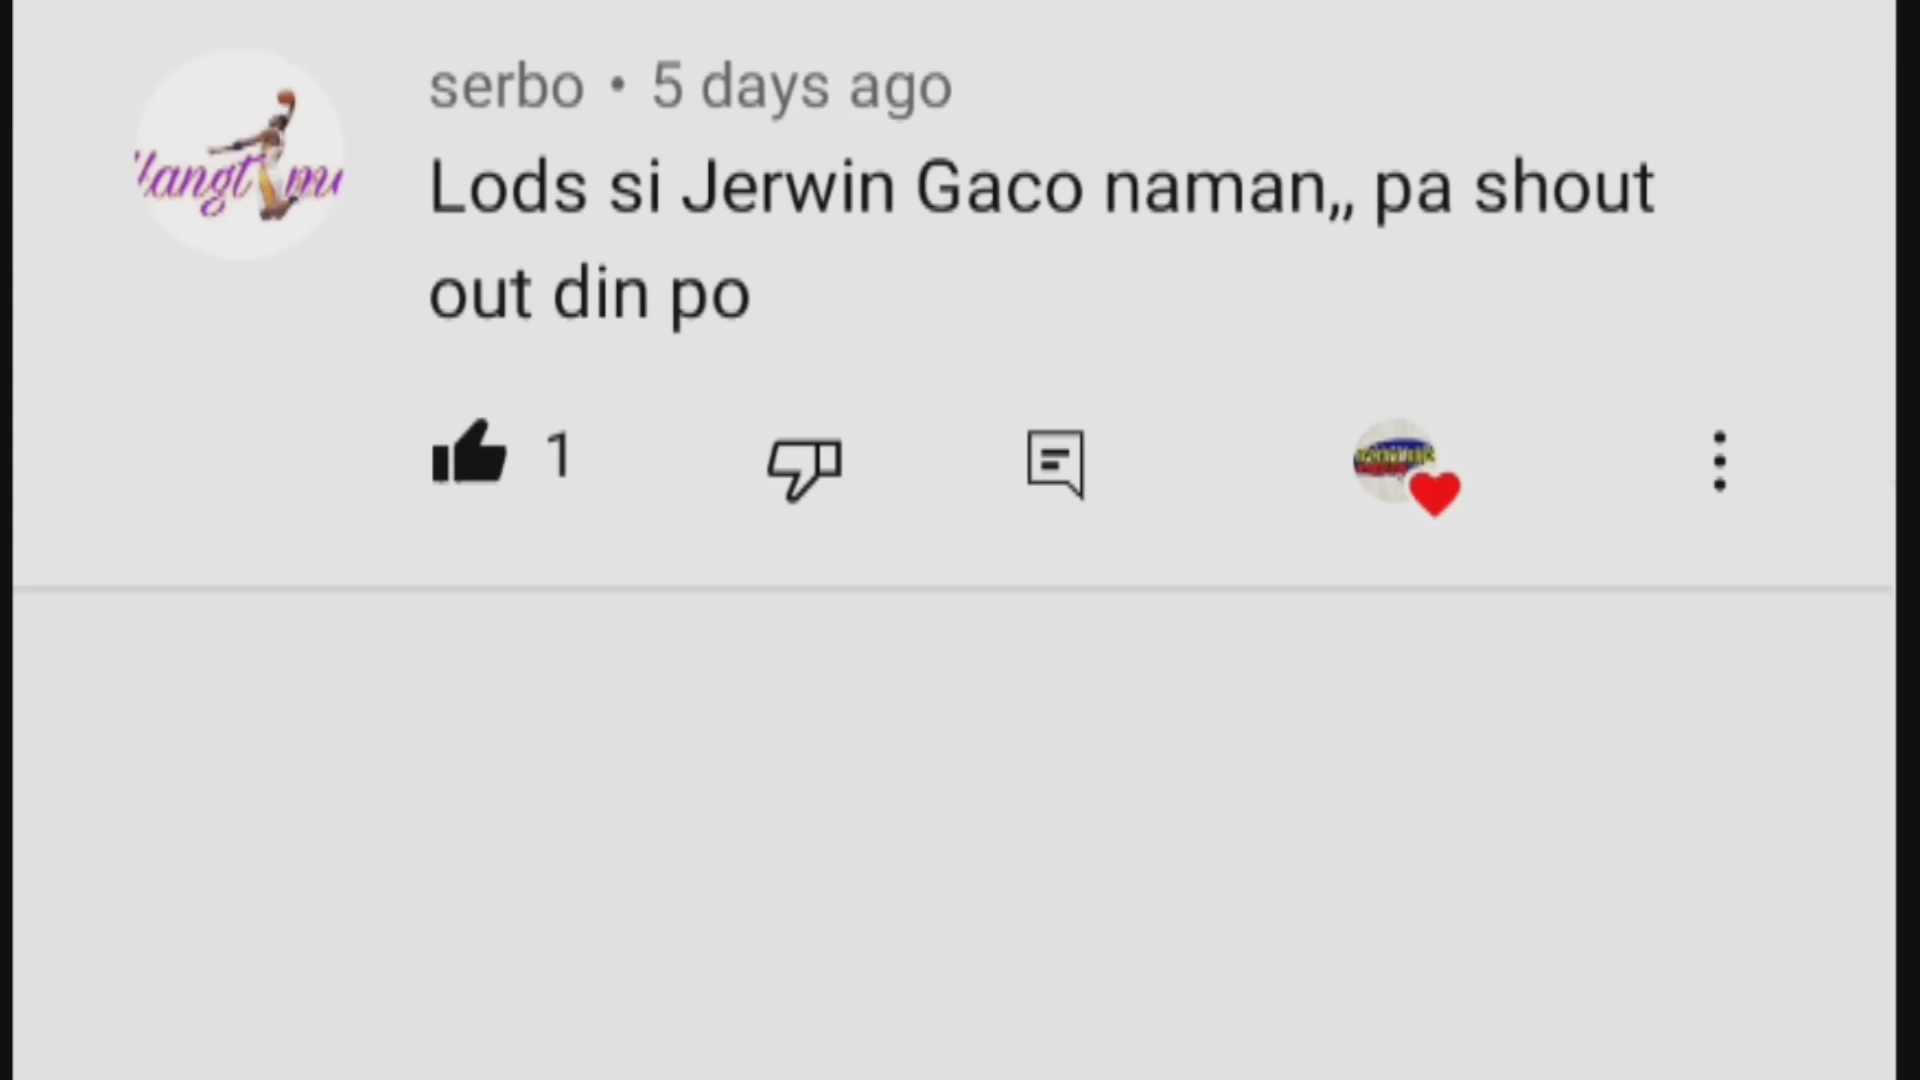 serbo • 5 days ago
Lods si Jerwin Gaco naman,, pa shout
out din po
1